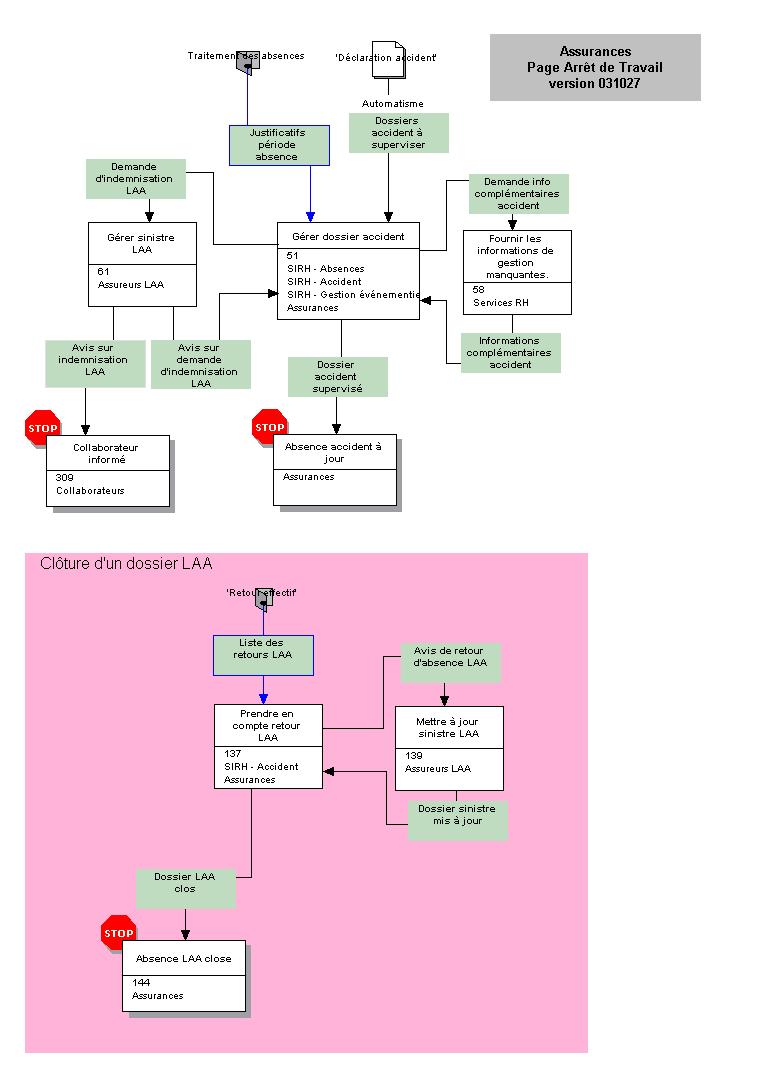 Assurances
Page Arrêt de Travail
version 031027
Traitement des absences
'Déclaration accident'
Automatisme
Justificatifs
période
absence
Dossiers
accident à
superviser
Demande
d'indemnisation
LAA
Demande info
complémentaires
accident
Gérer sinistre
LAA
61
Assureurs LAA
Gérer dossier accident
51
SIRH - Absences
SIRH - Accident
SIRH - Gestion événementie
Assurances
Fournir les
informations de
gestion
manquantes.
58
Services RH
Avis sur
indemnisation
LAA
Avis sur
demande
d'indemnisation
LAA
Dossier
accident
supervisé
Informations
complémentaires
accident
STOP
Collaborateur
informé
309
Collaborateurs
STOP
Absence accident à
jour
Assurances
Clôture d'un dossier LAA
'Retour effectif'
Liste des
retours LAA
Avis de retour
d'absence LAA
Prendre en
compte retour
LAA
137
SIRH - Accident
Assurances
Mettre à jour
sinistre LAA
139
Assureurs LAA
Dossier sinistre
mis à jour
Dossier LAA
clos
STOP
Absence LAA close
144
Assurances